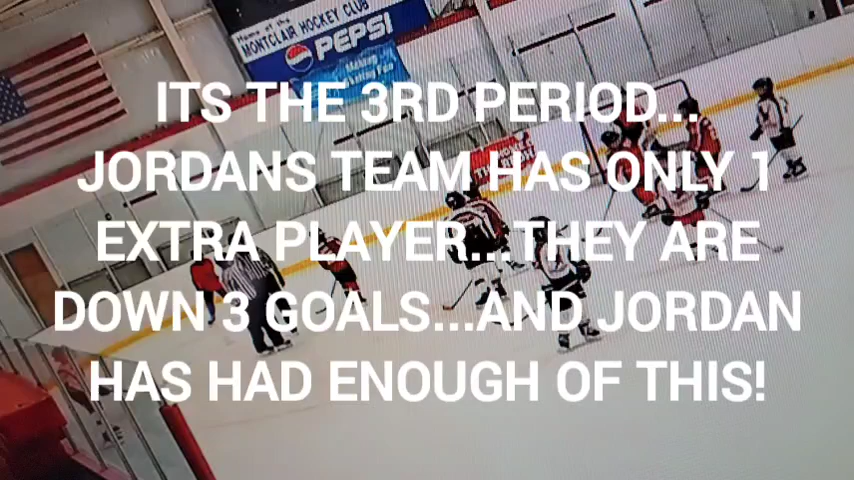 Home of the
MONTCLAIR HOCKEY CLUB
PEPSI
Making
ITS THE 3RD PERIOD...
JORDANS TEAM HAS ONLY 1
EXTRA PLAYER...THEY ARE
DOWN 3 GOALS...AND JORDAN
HAS HAD ENOUGH OF THIS!